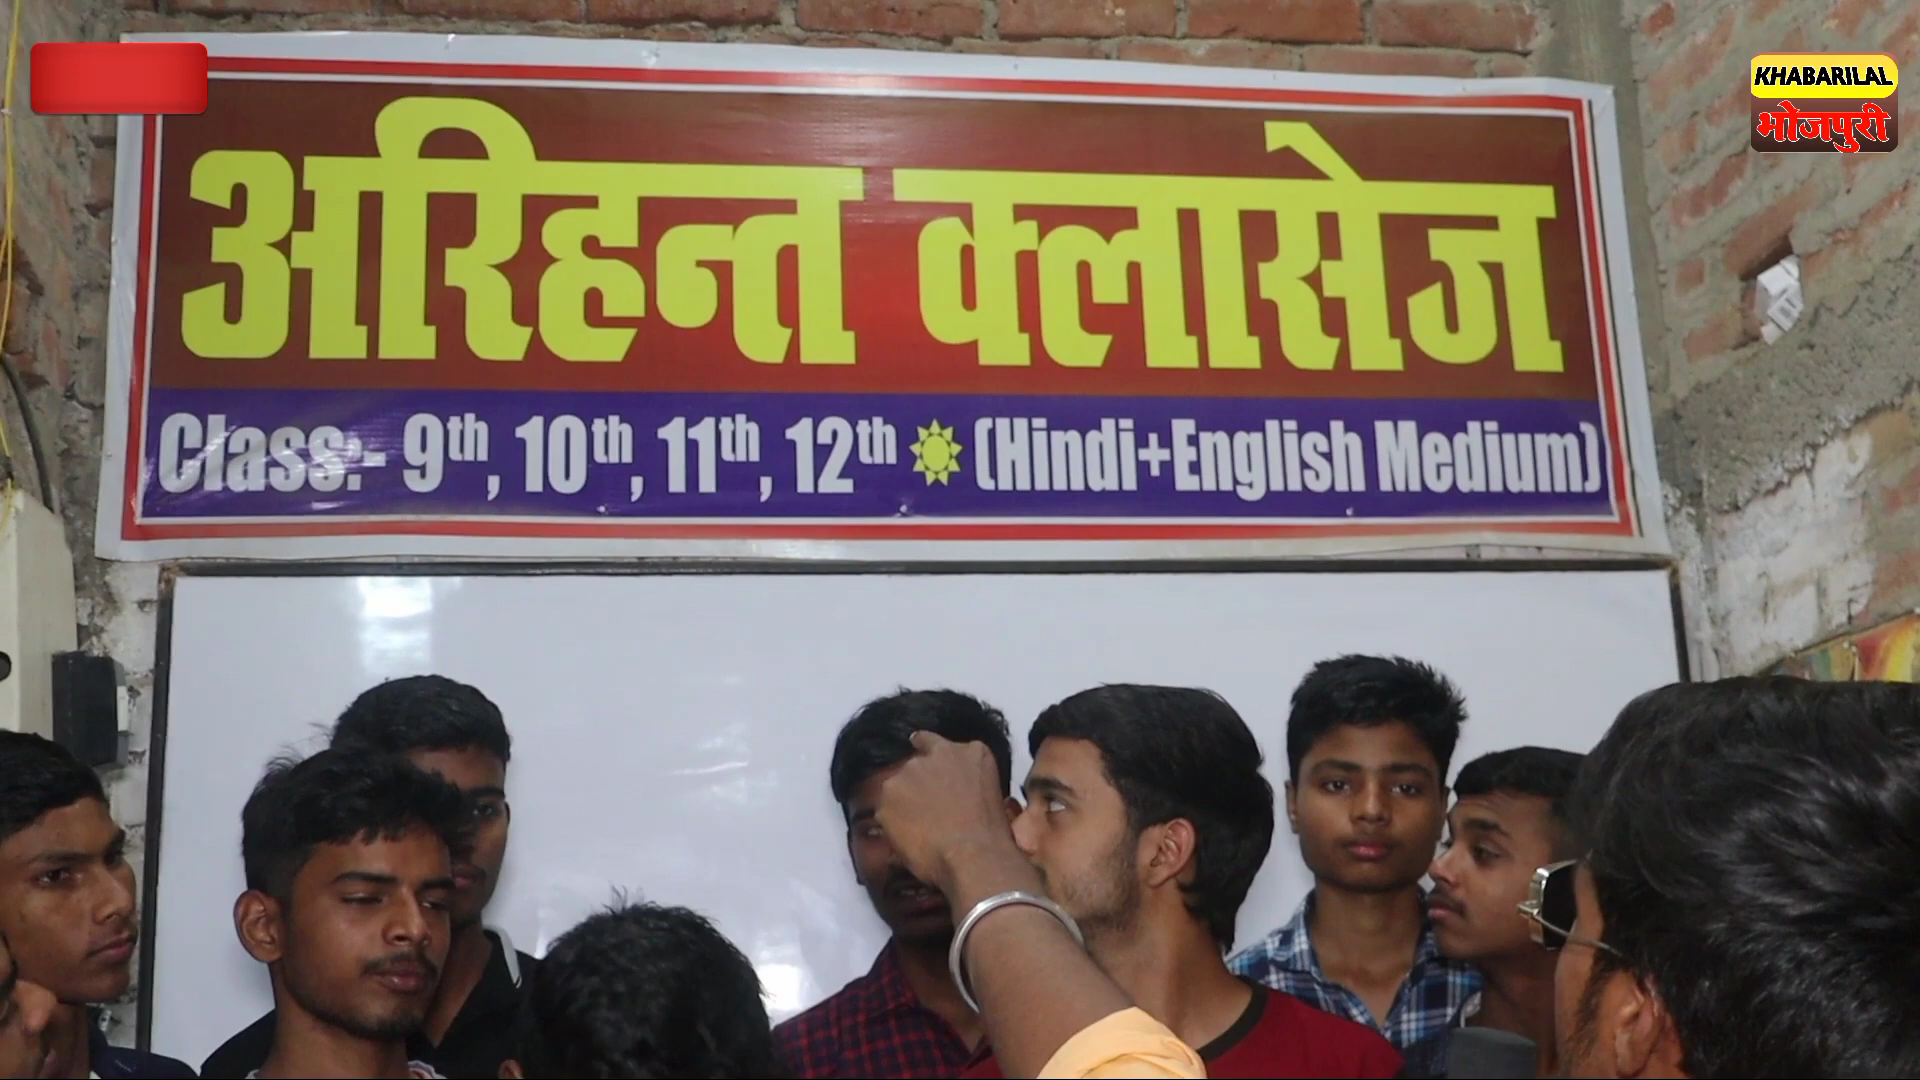 KHABARILAL
भोजपुरी
अरिहन्त क्लासेज
Class:- 9th, 10th, 11th, 12th (Hindi+English Medium)